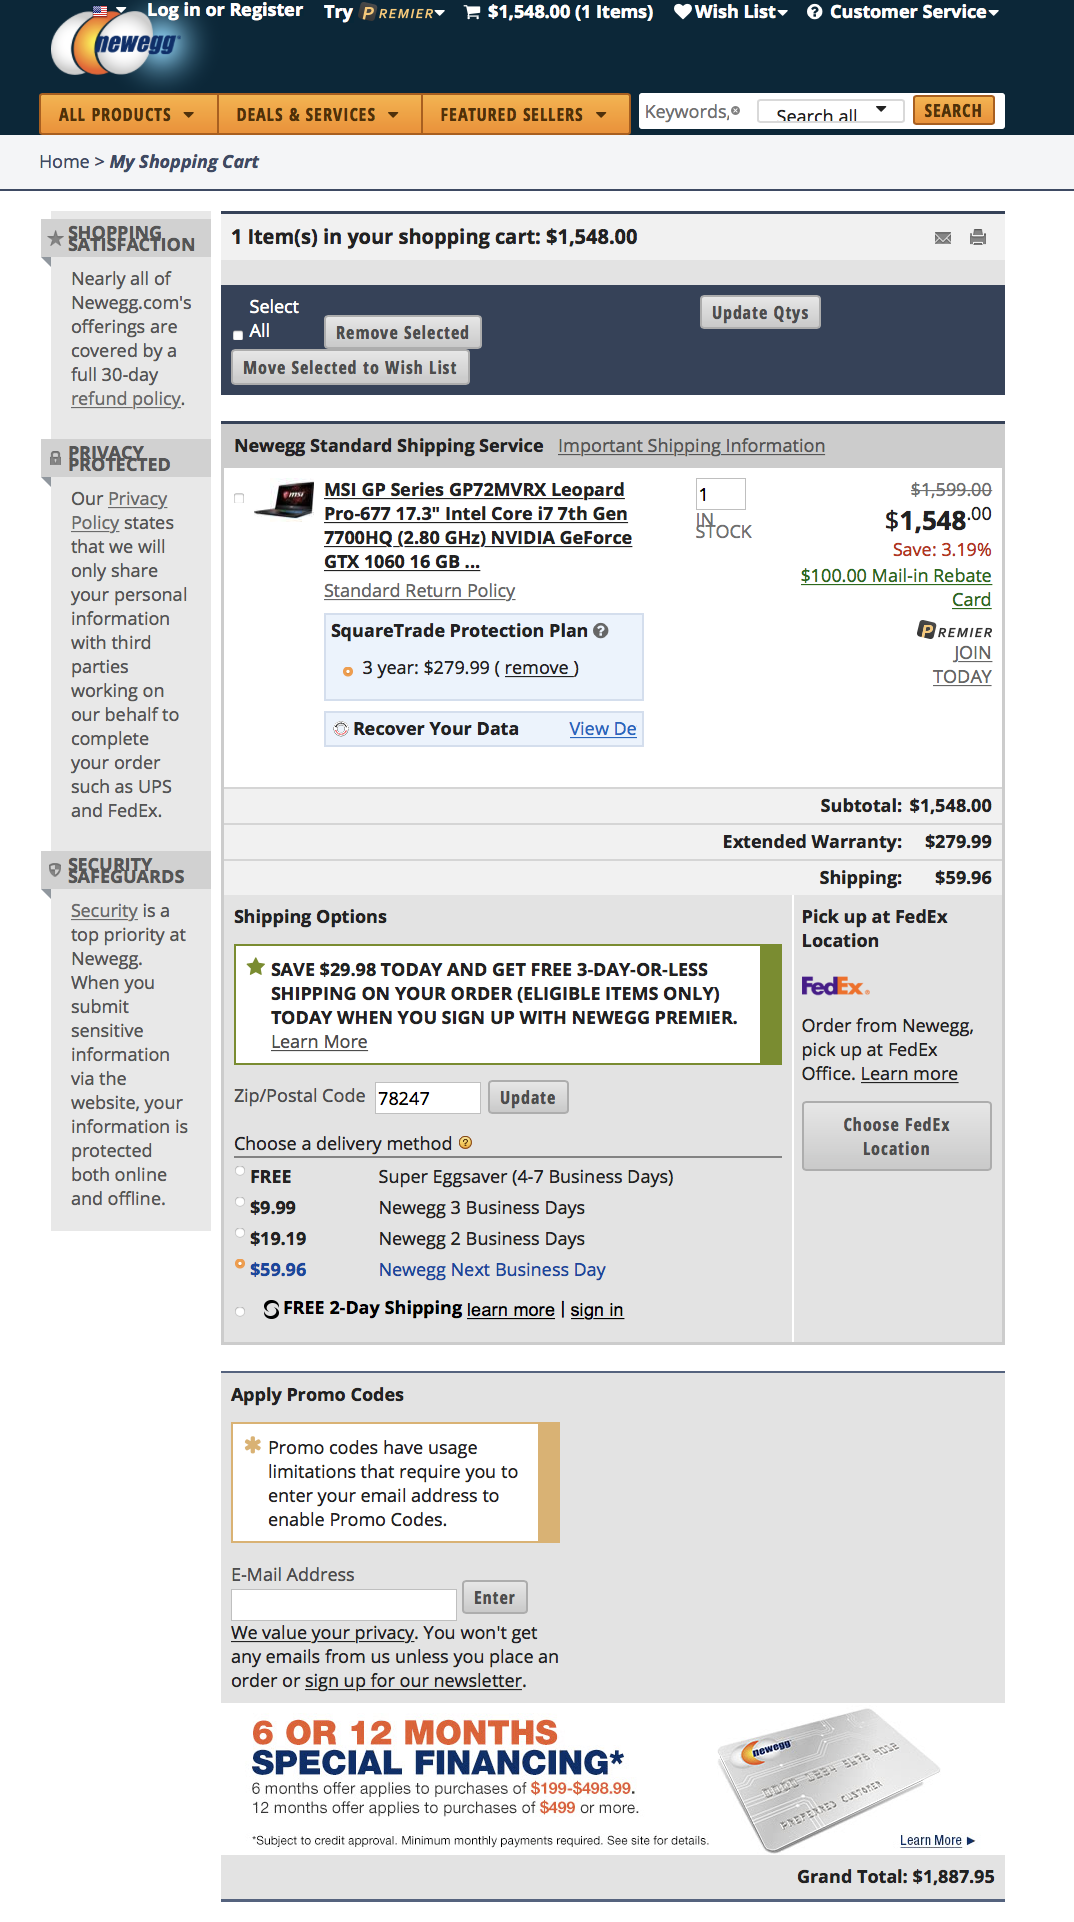 Log in or Register Try PREMIER $1,548.00 (1 Items) Wish List Customer Service
newegg
ALL PRODUCTS DEALS & SERVICES FEATURED SELLERS Keywords, Search all SEARCH
Home > My Shopping Cart
SHOPPING
SATISFACTION
Nearly all of
Newegg.com's
offerings are
covered by a
full 30-day
refund policy.
PRIVACY
PROTECTED
Our Privacy
Policy states
that we will
only share
your personal
information
with third
parties
working on
our behalf to
complete
your order
such as UPS
and FedEx.
SECURITY
SAFEGUARDS
Security is a
top priority at
Newegg.
When you
submit
sensitive
information
via the
website, your
information is
protected
both online
and offline.
1 Item(s) in your shopping cart: $1,548.00
Select
All
Remove Selected
Update Qtys
Move Selected to Wish List
Newegg Standard Shipping Service Important Shipping Information
msi
MSI GP Series GP72MVRX Leopard
Pro-677 17.3" Intel Core i7 7th Gen
7700HQ (2.80 GHz) NVIDIA GeForce
GTX 1060 16 GB ...
Standard Return Policy
1
IN
STOCK
$1,599.00
$1,548.00
Save: 3.19%
$100.00 Mail-in Rebate
Card
PREMIER
JOIN
TODAY
SquareTrade Protection Plan ?
3 year: $279.99 ( remove )
Recover Your Data View De
Subtotal: $1,548.00
Extended Warranty: $279.99
Shipping: $59.96
Shipping Options
SAVE $29.98 TODAY AND GET FREE 3-DAY-OR-LESS
SHIPPING ON YOUR ORDER (ELIGIBLE ITEMS ONLY)
TODAY WHEN YOU SIGN UP WITH NEWEGG PREMIER.
Learn More
Zip/Postal Code 78247 Update
Choose a delivery method ?
FREE Super Eggsaver (4-7 Business Days)
$9.99 Newegg 3 Business Days
$19.19 Newegg 2 Business Days
$59.96 Newegg Next Business Day
FREE 2-Day Shipping learn more | sign in
Pick up at FedEx
Location
FedEx.
Order from Newegg,
pick up at FedEx
Office. Learn more
Choose FedEx
Location
Apply Promo Codes
Promo codes have usage
limitations that require you to
enter your email address to
enable Promo Codes.
E-Mail Address
Enter
We value your privacy. You won't get
any emails from us unless you place an
order or sign up for our newsletter.
6 OR 12 MONTHS
SPECIAL FINANCING*
6 months offer applies to purchases of $199-$498.99.
12 months offer applies to purchases of $499 or more.
*Subject to credit approval. Minimum monthly payments required. See site for details.
newegg
PREFERRED CUSTOMER
Learn More
Grand Total: $1,887.95